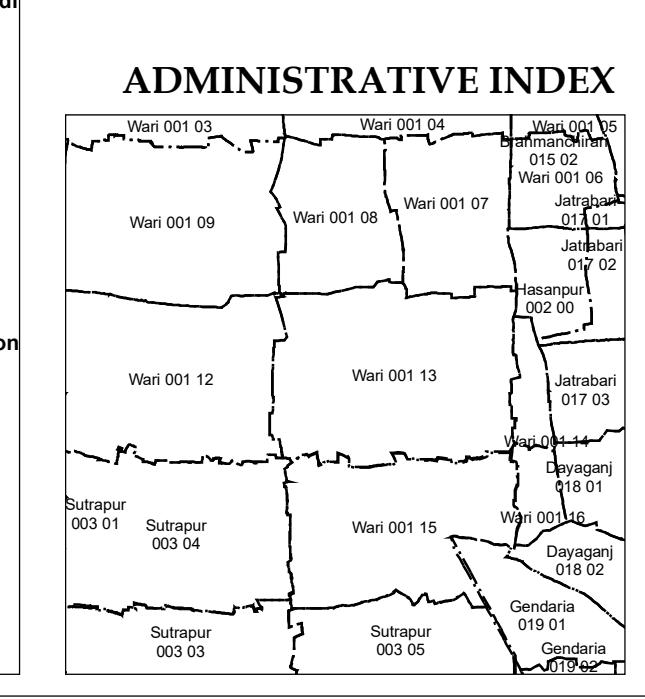 di
on
ADMINISTRATIVE INDEX
Wari 001 03
Wari 001 04
Wari 001 05
Brahmanchiran
015 02
Wari 001 06
Wari 001 09
Wari 001 08
Wari 001 07
Jatrabari
017 01
Jatrabari
017 02
Hasanpur
002 00
Wari 001 12
Wari 001 13
Jatrabari
017 03
Wari 001 14
Dayaganj
018 01
Sutrapur
003 01
Sutrapur
003 04
Wari 001 15
Wari 001 16
Dayaganj
018 02
Gendaria
019 01
Sutrapur
003 03
Sutrapur
003 05
Gendaria
019 02